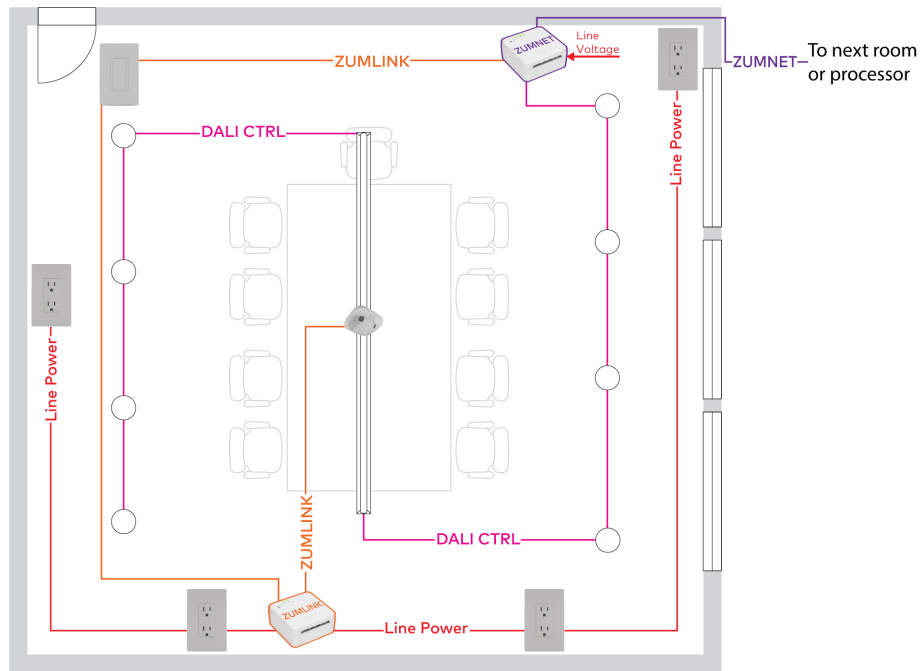 ZUMNET
Line
Voltage
ZUMLINK
ZUMNET
To next room
or processor
DALI CTRL
Line Power
Line Power
ZUMLINK
DALI CTRL
ZUMLINK
Line Power